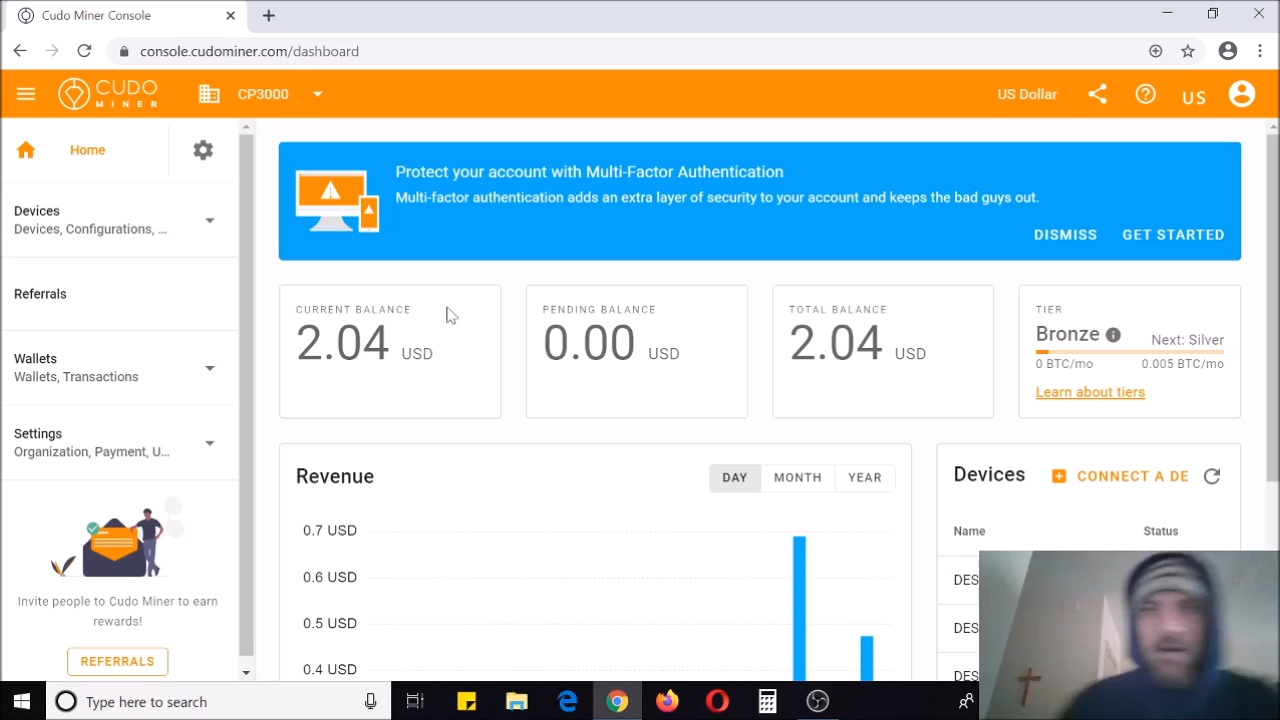 Cudo Miner Console
console.cudominer.com/dashboard
CUDO
MINER
CP3000
US Dollar
US
Home
Devices
Devices, Configurations, ...
Referrals
Wallets
Wallets, Transactions
Settings
Organization, Payment, U...
Invite people to Cudo Miner to earn
rewards!
REFERRALS
Protect your account with Multi-Factor Authentication
Multi-factor authentication adds an extra layer of security to your account and keeps the bad guys out.
DISMISS
GET STARTED
CURRENT BALANCE
2.04 USD
PENDING BALANCE
0.00 USD
TOTAL BALANCE
2.04 USD
TIER
Bronze
Next: Silver
0 BTC/mo
0.005 BTC/mo
Learn about tiers
Revenue
DAY
MONTH
YEAR
0.7 USD
0.6 USD
0.5 USD
0.4 USD
Devices
CONNECT A DE
Name
Status
DES
DES
DES
Type here to search